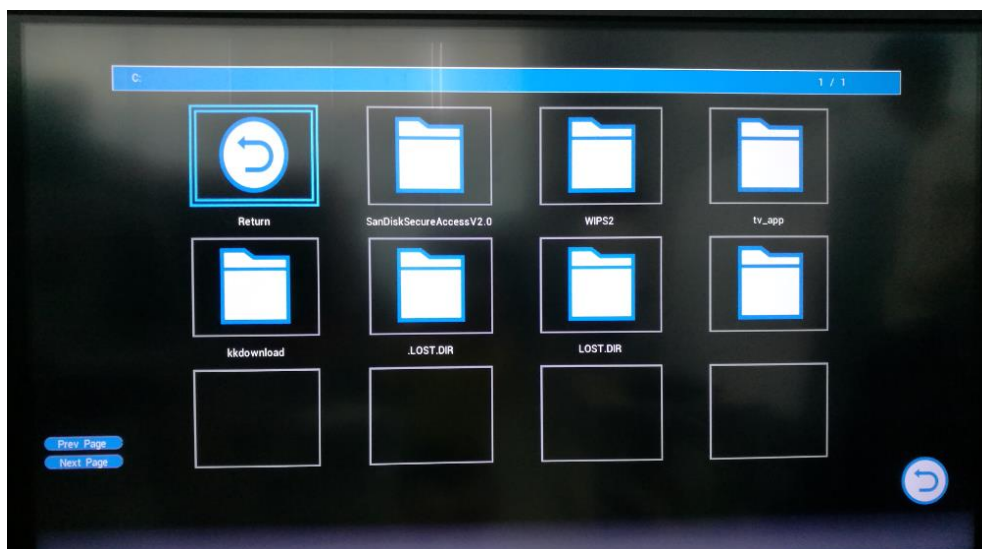 C:
1 / 1
Return
SanDiskSecureAccessV2.0
WIPS2
tv_app
kkdownload
.LOST.DIR
LOST.DIR
Prev Page
Next Page